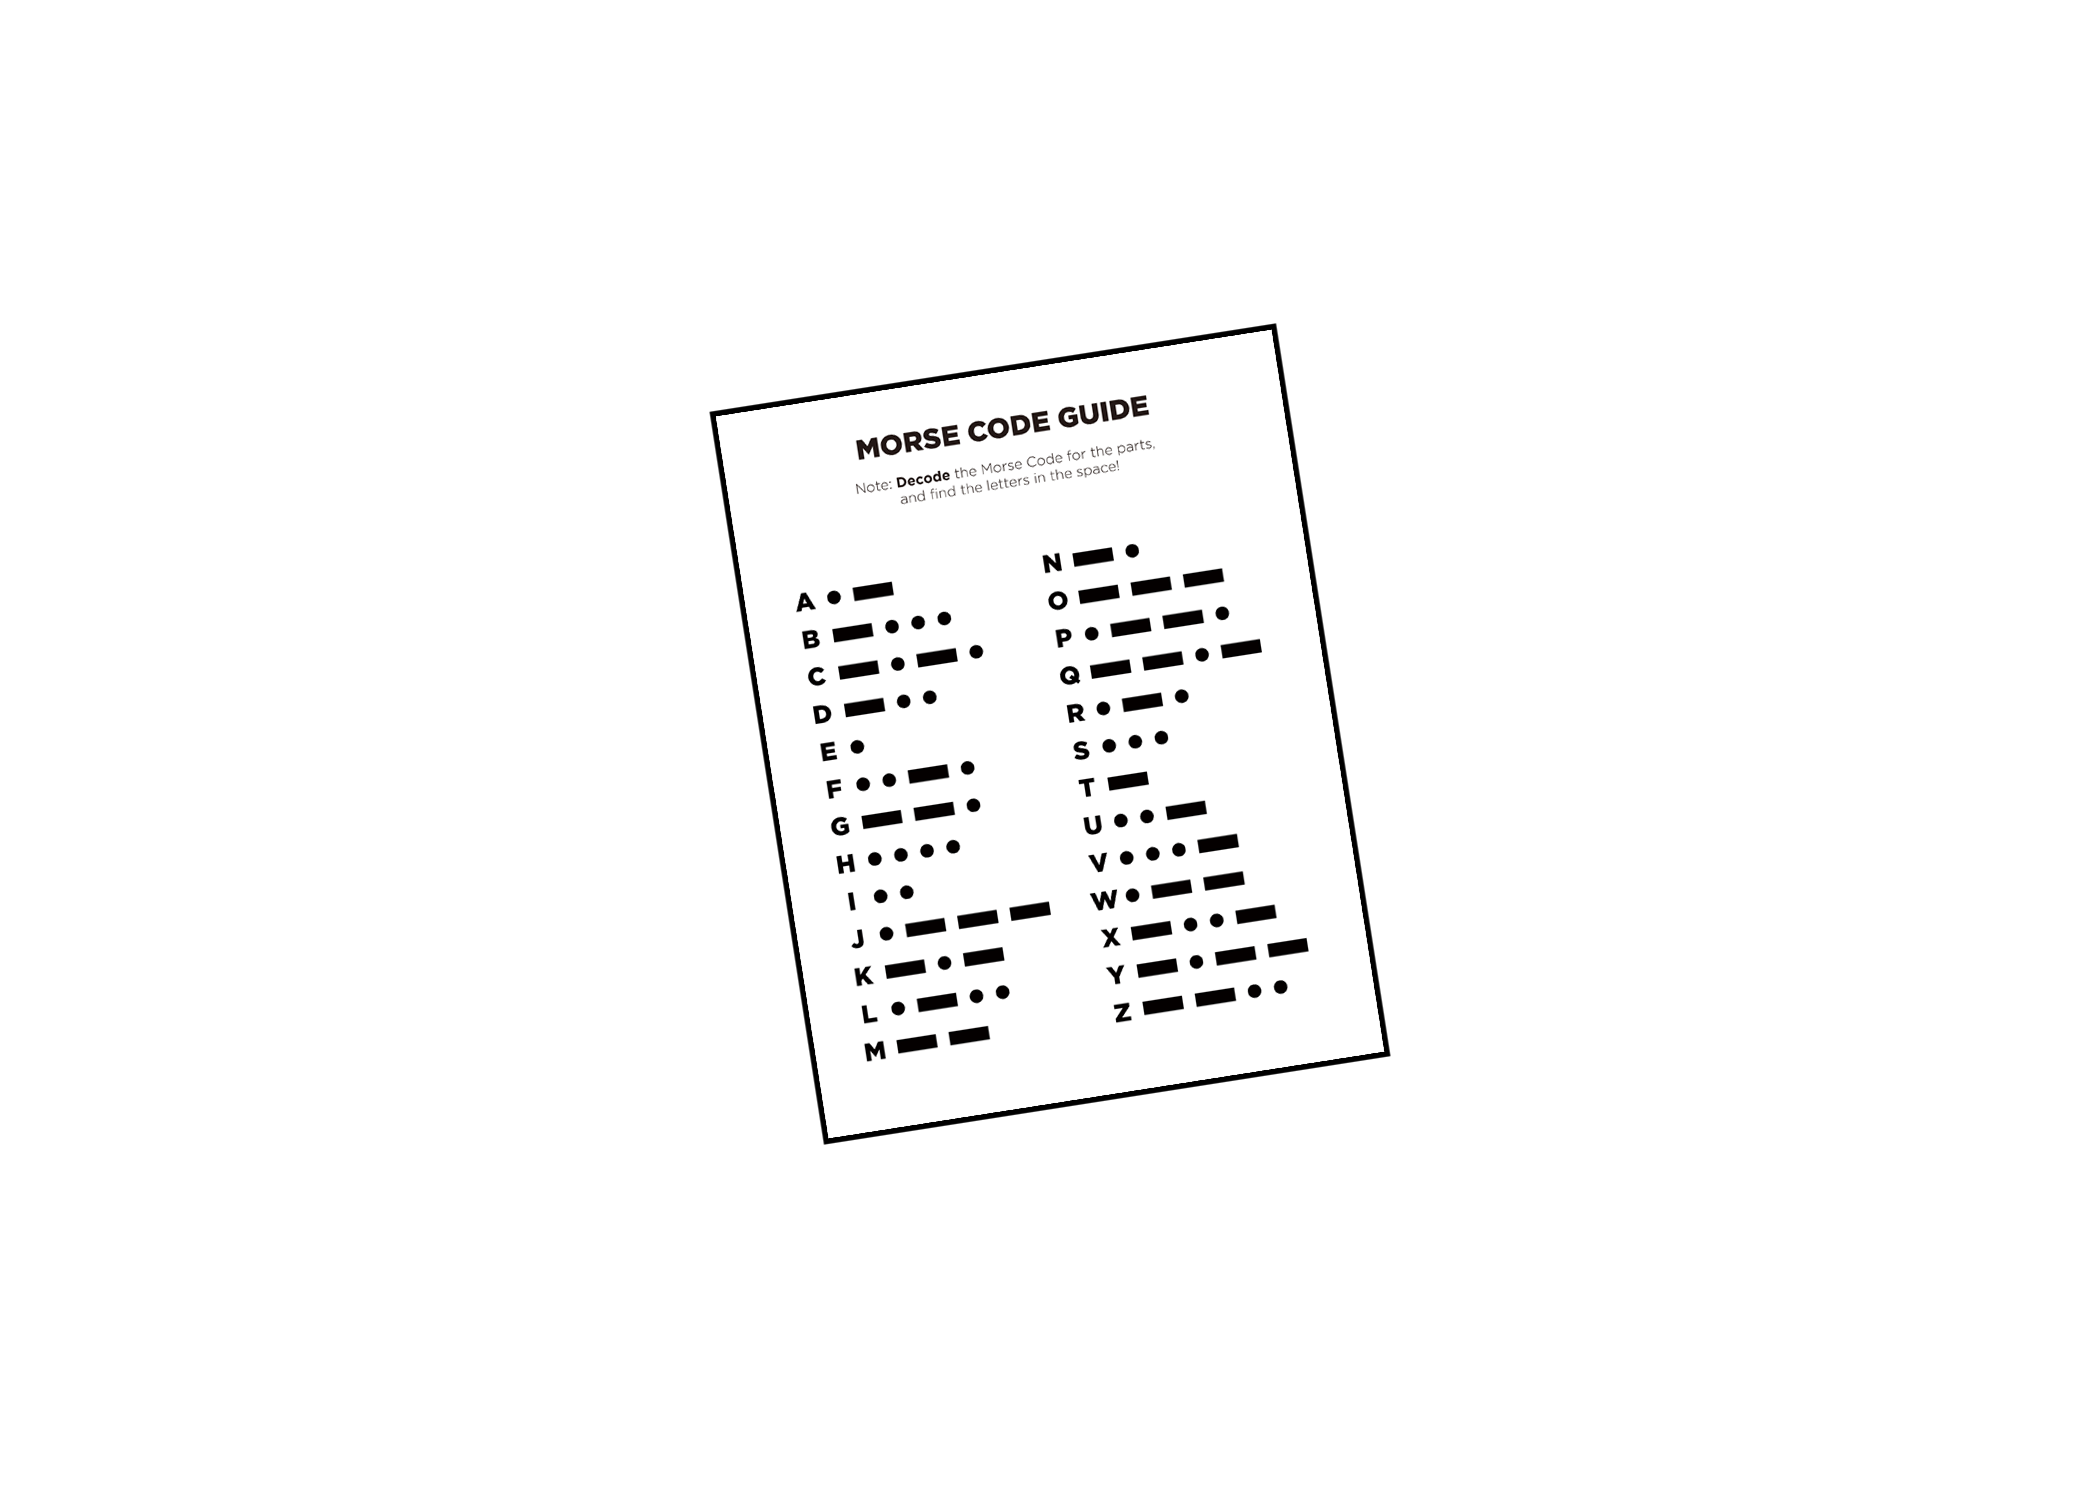 MORSE CODE GUIDE
Note: Decode the Morse Code for the parts,
and find the letters in the space!
A ● ▬
B ▬ ● ● ●
C ▬ ● ▬ ●
D ▬ ● ●
E ●
F ● ● ▬ ●
G ▬ ▬ ●
H ● ● ● ●
I ● ●
J ● ▬ ▬ ▬
K ▬ ● ▬
L ● ▬ ● ●
M ▬ ▬
N ▬ ●
O ▬ ▬ ▬
P ● ▬ ▬ ●
Q ▬ ▬ ● ▬
R ● ▬ ●
S ● ● ●
T ▬
U ● ● ▬
V ● ● ● ▬
W ● ▬ ▬
X ▬ ● ● ▬
Y ▬ ● ▬ ▬
Z ▬ ▬ ● ●